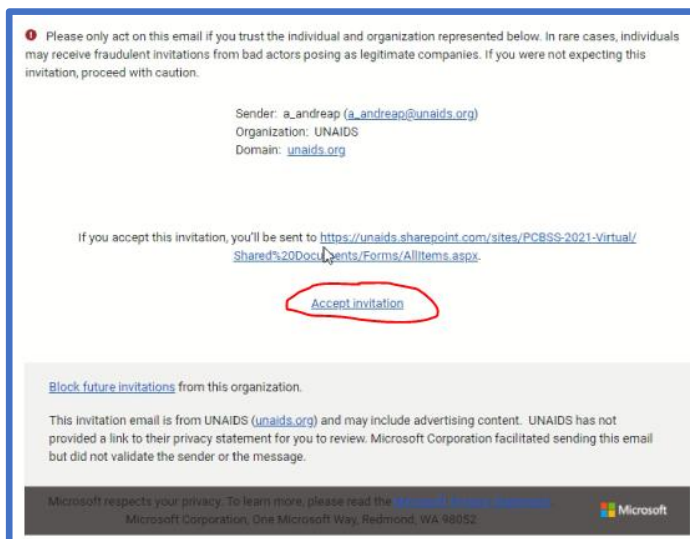 Please only act on this email if you trust the individual and organization represented below. In rare cases, individuals
may receive fraudulent invitations from bad actors posing as legitimate companies. If you were not expecting this
invitation, proceed with caution.
Sender: a_andreap (a_andreap@unaids.org)
Organization: UNAIDS
Domain: unaids.org
If you accept this invitation, you'll be sent to https://unaids.sharepoint.com/sites/PCBSS-2021-Virtual/
Shared%20Documents/Forms/AllItems.aspx.
Accept invitation
Block future invitations from this organization.
This invitation email is from UNAIDS (unaids.org) and may include advertising content. UNAIDS has not
provided a link to their privacy statement for you to review. Microsoft Corporation facilitated sending this email
but did not validate the sender or the message.
Microsoft respects your privacy. To learn more, please read the Microsoft Privacy Statement.
Microsoft Corporation, One Microsoft Way, Redmond, WA 98052
Microsoft